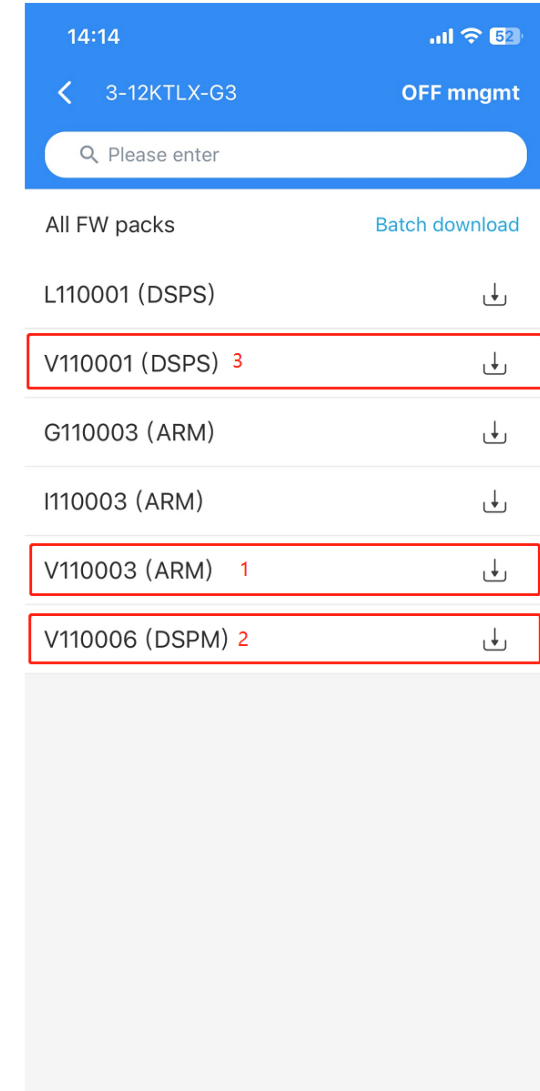 14:14 52
3-12KTLX-G3 OFF mngmt
Please enter
All FW packs Batch download
L110001 (DSPS)
V110001 (DSPS) 3
G110003 (ARM)
I110003 (ARM)
V110003 (ARM) 1
V110006 (DSPM) 2